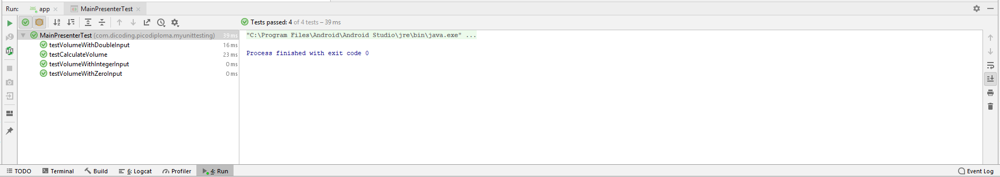 Run: app MainPresenterTest
Tests passed: 4 of 4 tests – 39 ms
MainPresenterTest (com.dicoding.picodiploma.myunittesting) 39 ms
testVolumeWithDoubleInput 16 ms
testCalculateVolume 23 ms
testVolumeWithIntegerInput 0 ms
testVolumeWithZeroInput 0 ms
"C:\Program Files\Android\Android Studio\jre\bin\java.exe" ...
Process finished with exit code 0
TODO Terminal Build 6: Logcat Profiler 4: Run Event Log